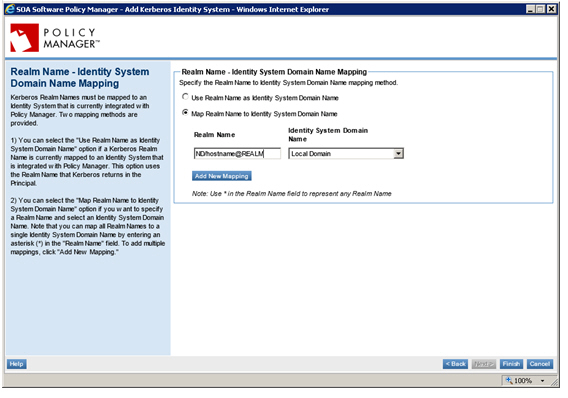 SOA Software Policy Manager - Add Kerberos Identity System - Windows Internet Explorer
POLICY
MANAGER™
Realm Name - Identity System
Domain Name Mapping
Kerberos Realm Names must be mapped to an
Identity System that is currently integrated with
Policy Manager. Two mapping methods are
provided.
1) You can select the "Use Realm Name as Identity
System Domain Name" option if a Kerberos Realm
Name is currently mapped to an Identity System that
is integrated with Policy Manager. This option uses
the Realm Name that Kerberos returns in the
Principal.
2) You can select the "Map Realm Name to Identity
System Domain Name" option if you want to specify
a Realm Name and select an Identity System Domain
Name. Note that you can map all Realm Names to a
single Identity System Domain Name by entering an
asterisk (*) in the "Realm Name" field. To add multiple
mappings, click "Add New Mapping."
Realm Name - Identity System Domain Name Mapping
Specify the Realm Name to Identity System Domain Name mapping method.
Use Realm Name as Identity System Domain Name
Map Realm Name to Identity System Domain Name
Realm Name
Identity System Domain
Name
ND/hostname@REALM
Local Domain
Add New Mapping
Note: Use * in the Realm Name field to represent any Realm Name
Help
< Back
Next >
Finish
Cancel
100%